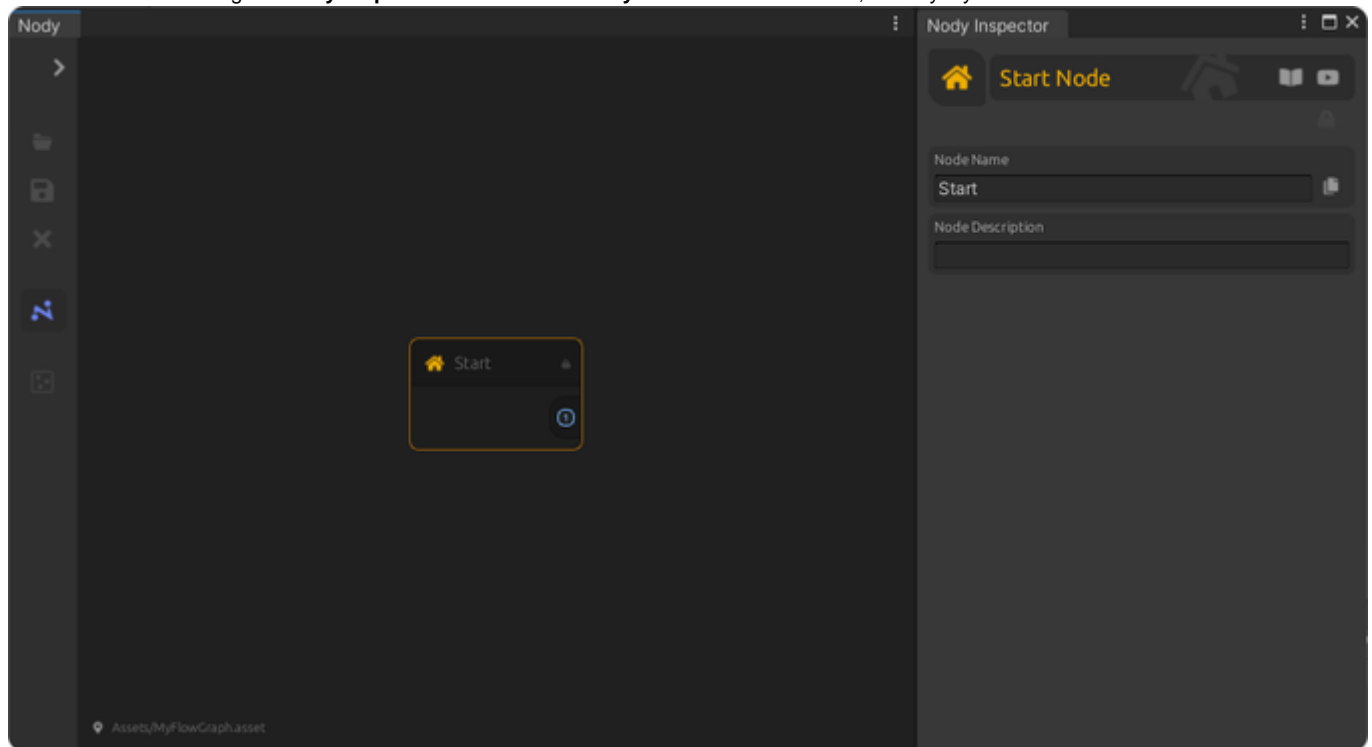 Nody
Nody Inspector
Start Node
Node Name
Start
Node Description
Start
Assets/MyFlowGraph.asset